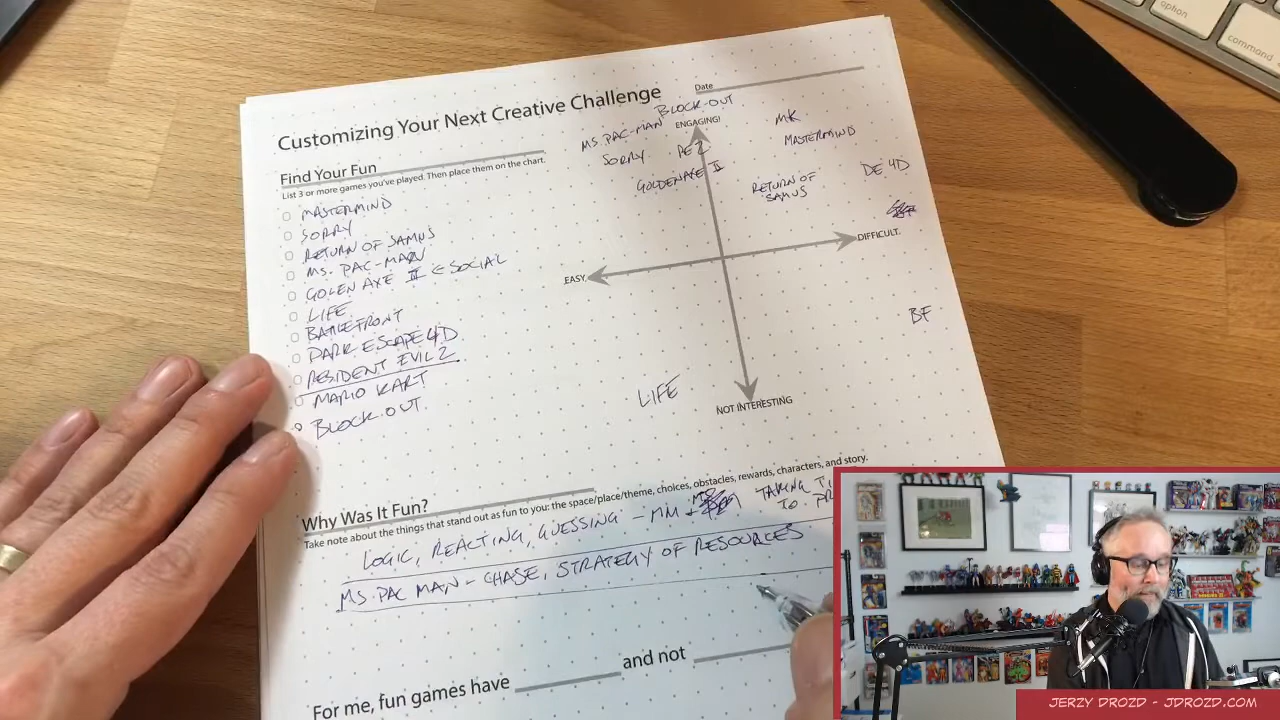 option
command
Customizing Your Next Creative Challenge
Date
Find Your Fun
List 3 or more games you've played. Then place them on the chart.
MASTERMIND
SORRY
RETURN OF SAMUS
MS. PAC-MAN
GOLEN AXE II ← SOCIAL
LIFE
BATTLEFRONT
DARK ESCAPE 4D
RESIDENT EVIL 2
MARIO KART
BLOCK-OUT
BLOCK-OUT
MS. PAC-MAN
ENGAGING!
MK
MASTERMIND
SORRY
RE2
GOLDENAXE II
RETURN OF
SAMUS
DE 4D
DIFFICULT.
EASY.
BF
LIFE
NOT INTERESTING
Why Was It Fun?
Take note about the things that stand out as fun to you: the space/place/theme, choices, obstacles, rewards, characters, and story.
LOGIC, REACTING, GUESSING - MM + TAKING
TO
MS. PAC MAN - CHASE, STRATEGY OF RESOURCES
For me, fun games have and not
JERZY DROZD - JDROZD.COM